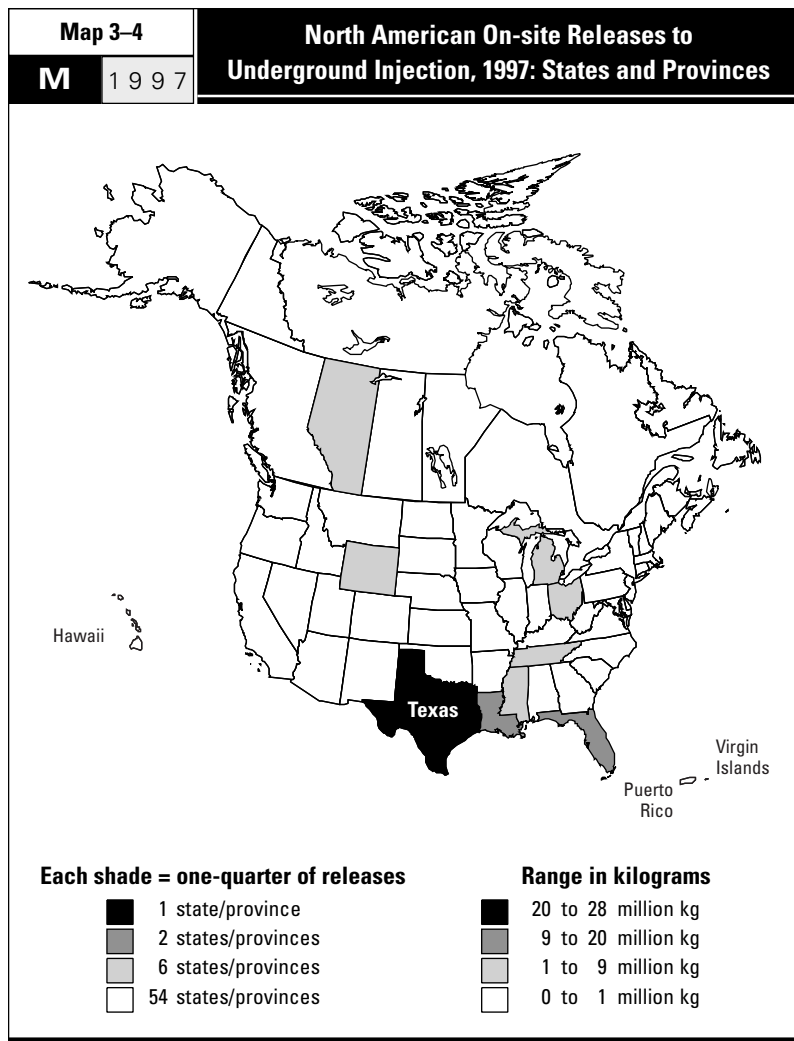 Map 3–4
M 1997
North American On-site Releases to
Underground Injection, 1997: States and Provinces
Hawaii
Texas
Virgin
Islands
Puerto
Rico
Each shade = one-quarter of releases
1 state/province
2 states/provinces
6 states/provinces
54 states/provinces
Range in kilograms
20 to 28 million kg
9 to 20 million kg
1 to 9 million kg
0 to 1 million kg